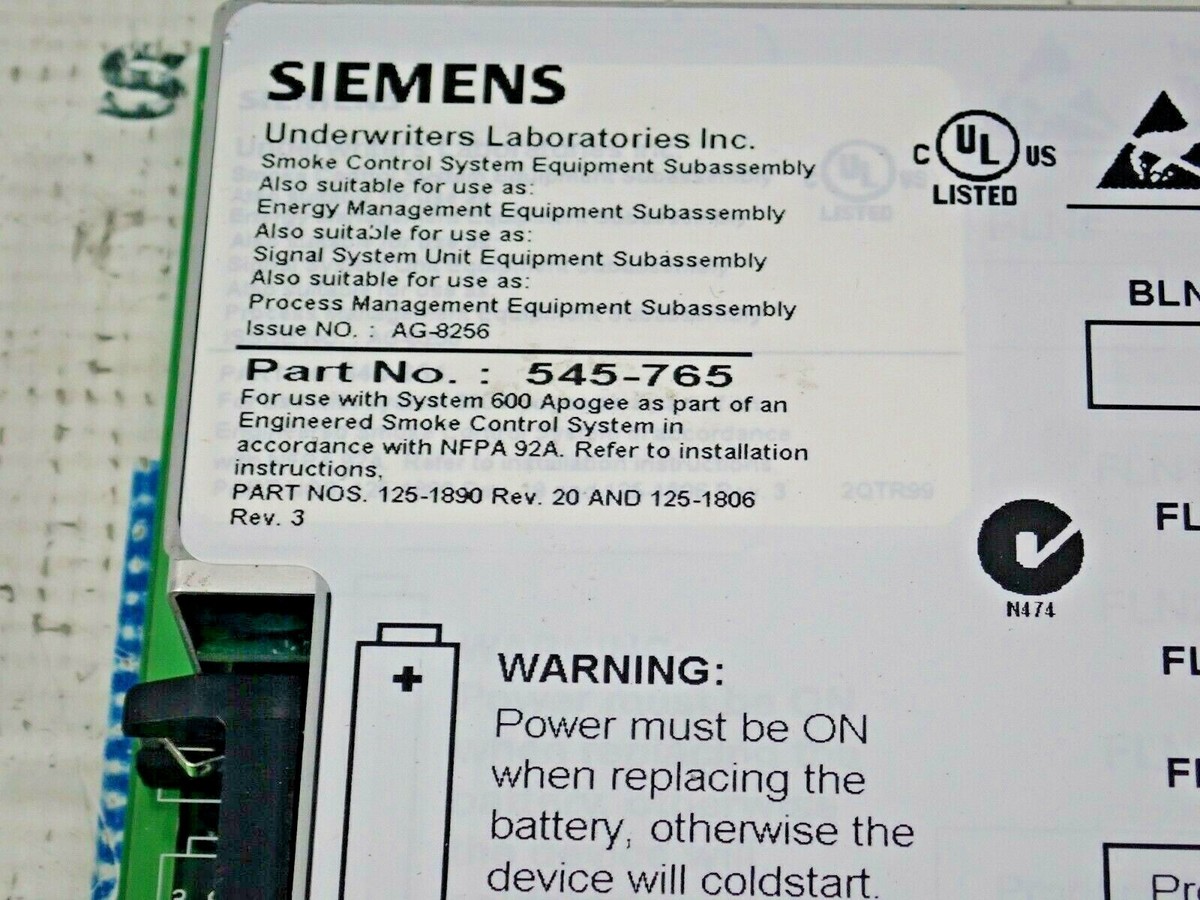 SIEMENS
Underwriters Laboratories Inc.
Smoke Control System Equipment Subassembly
Also suitable for use as:
Energy Management Equipment Subassembly
Also suitable for use as:
Signal System Unit Equipment Subassembly
Also suitable for use as:
Process Management Equipment Subassembly
Issue NO. : AG-8256
C UL US
LISTED
Part No. : 545-765
For use with System 600 Apogee as part of an
Engineered Smoke Control System in
accordance with NFPA 92A. Refer to installation
instructions,
PART NOS. 125-1890 Rev. 20 AND 125-1806
Rev. 3
2QTR99
BLN
FL
N474
FL
+
WARNING:
Power must be ON
when replacing the
battery, otherwise the
device will coldstart.
Pr